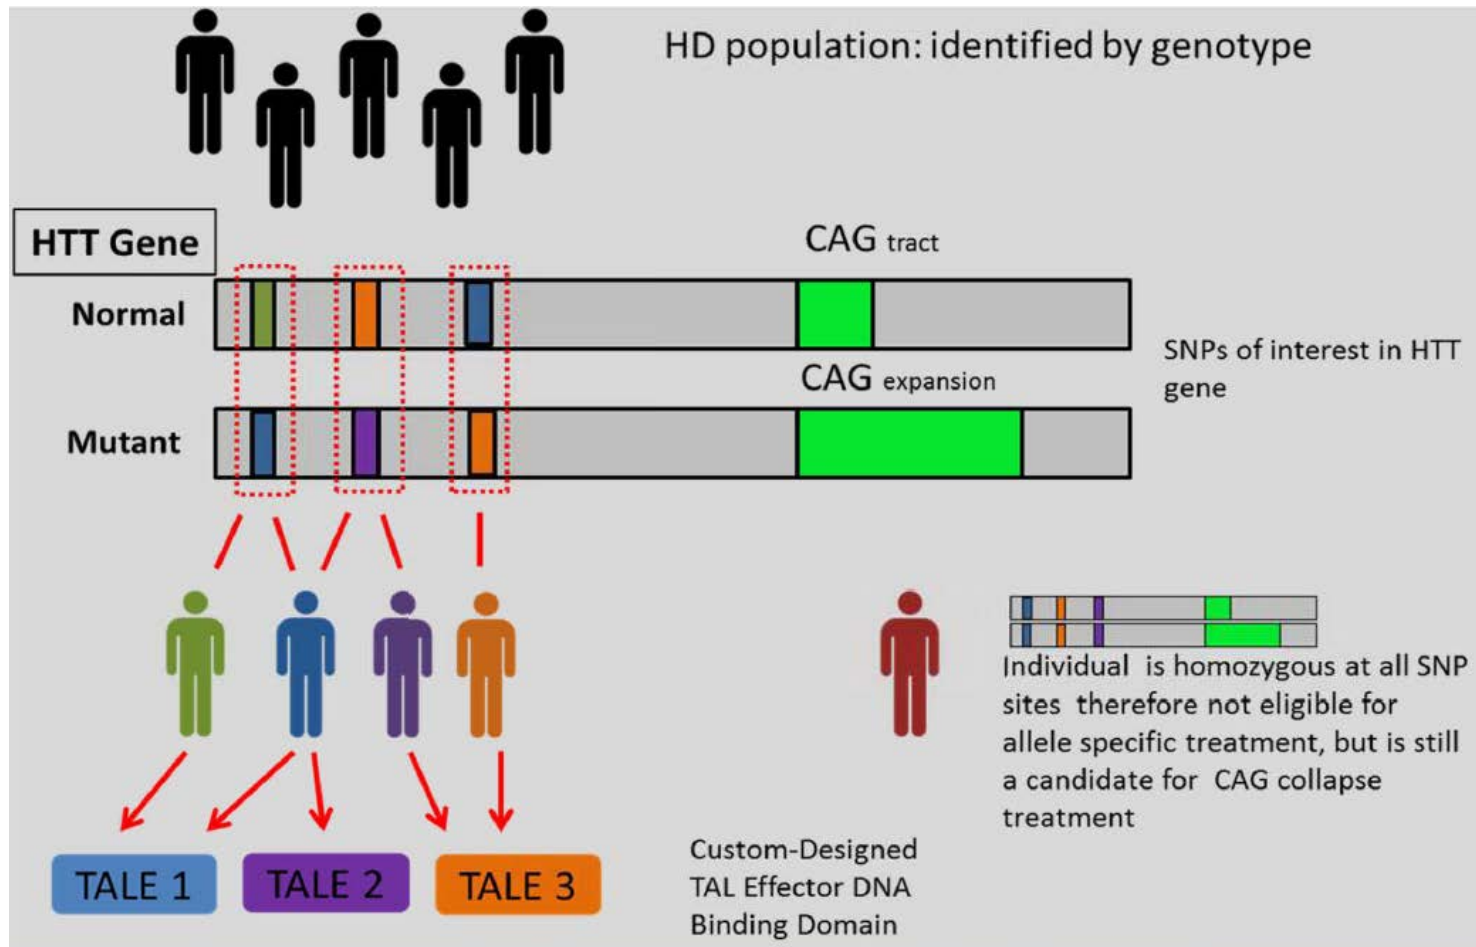 HD population: identified by genotype
HTT Gene
CAG tract
Normal
SNPs of interest in HTT
gene
CAG expansion
Mutant
Individual is homozygous at all SNP
sites therefore not eligible for
allele specific treatment, but is still
a candidate for CAG collapse
treatment
TALE 1
TALE 2
TALE 3
Custom-Designed
TAL Effector DNA
Binding Domain